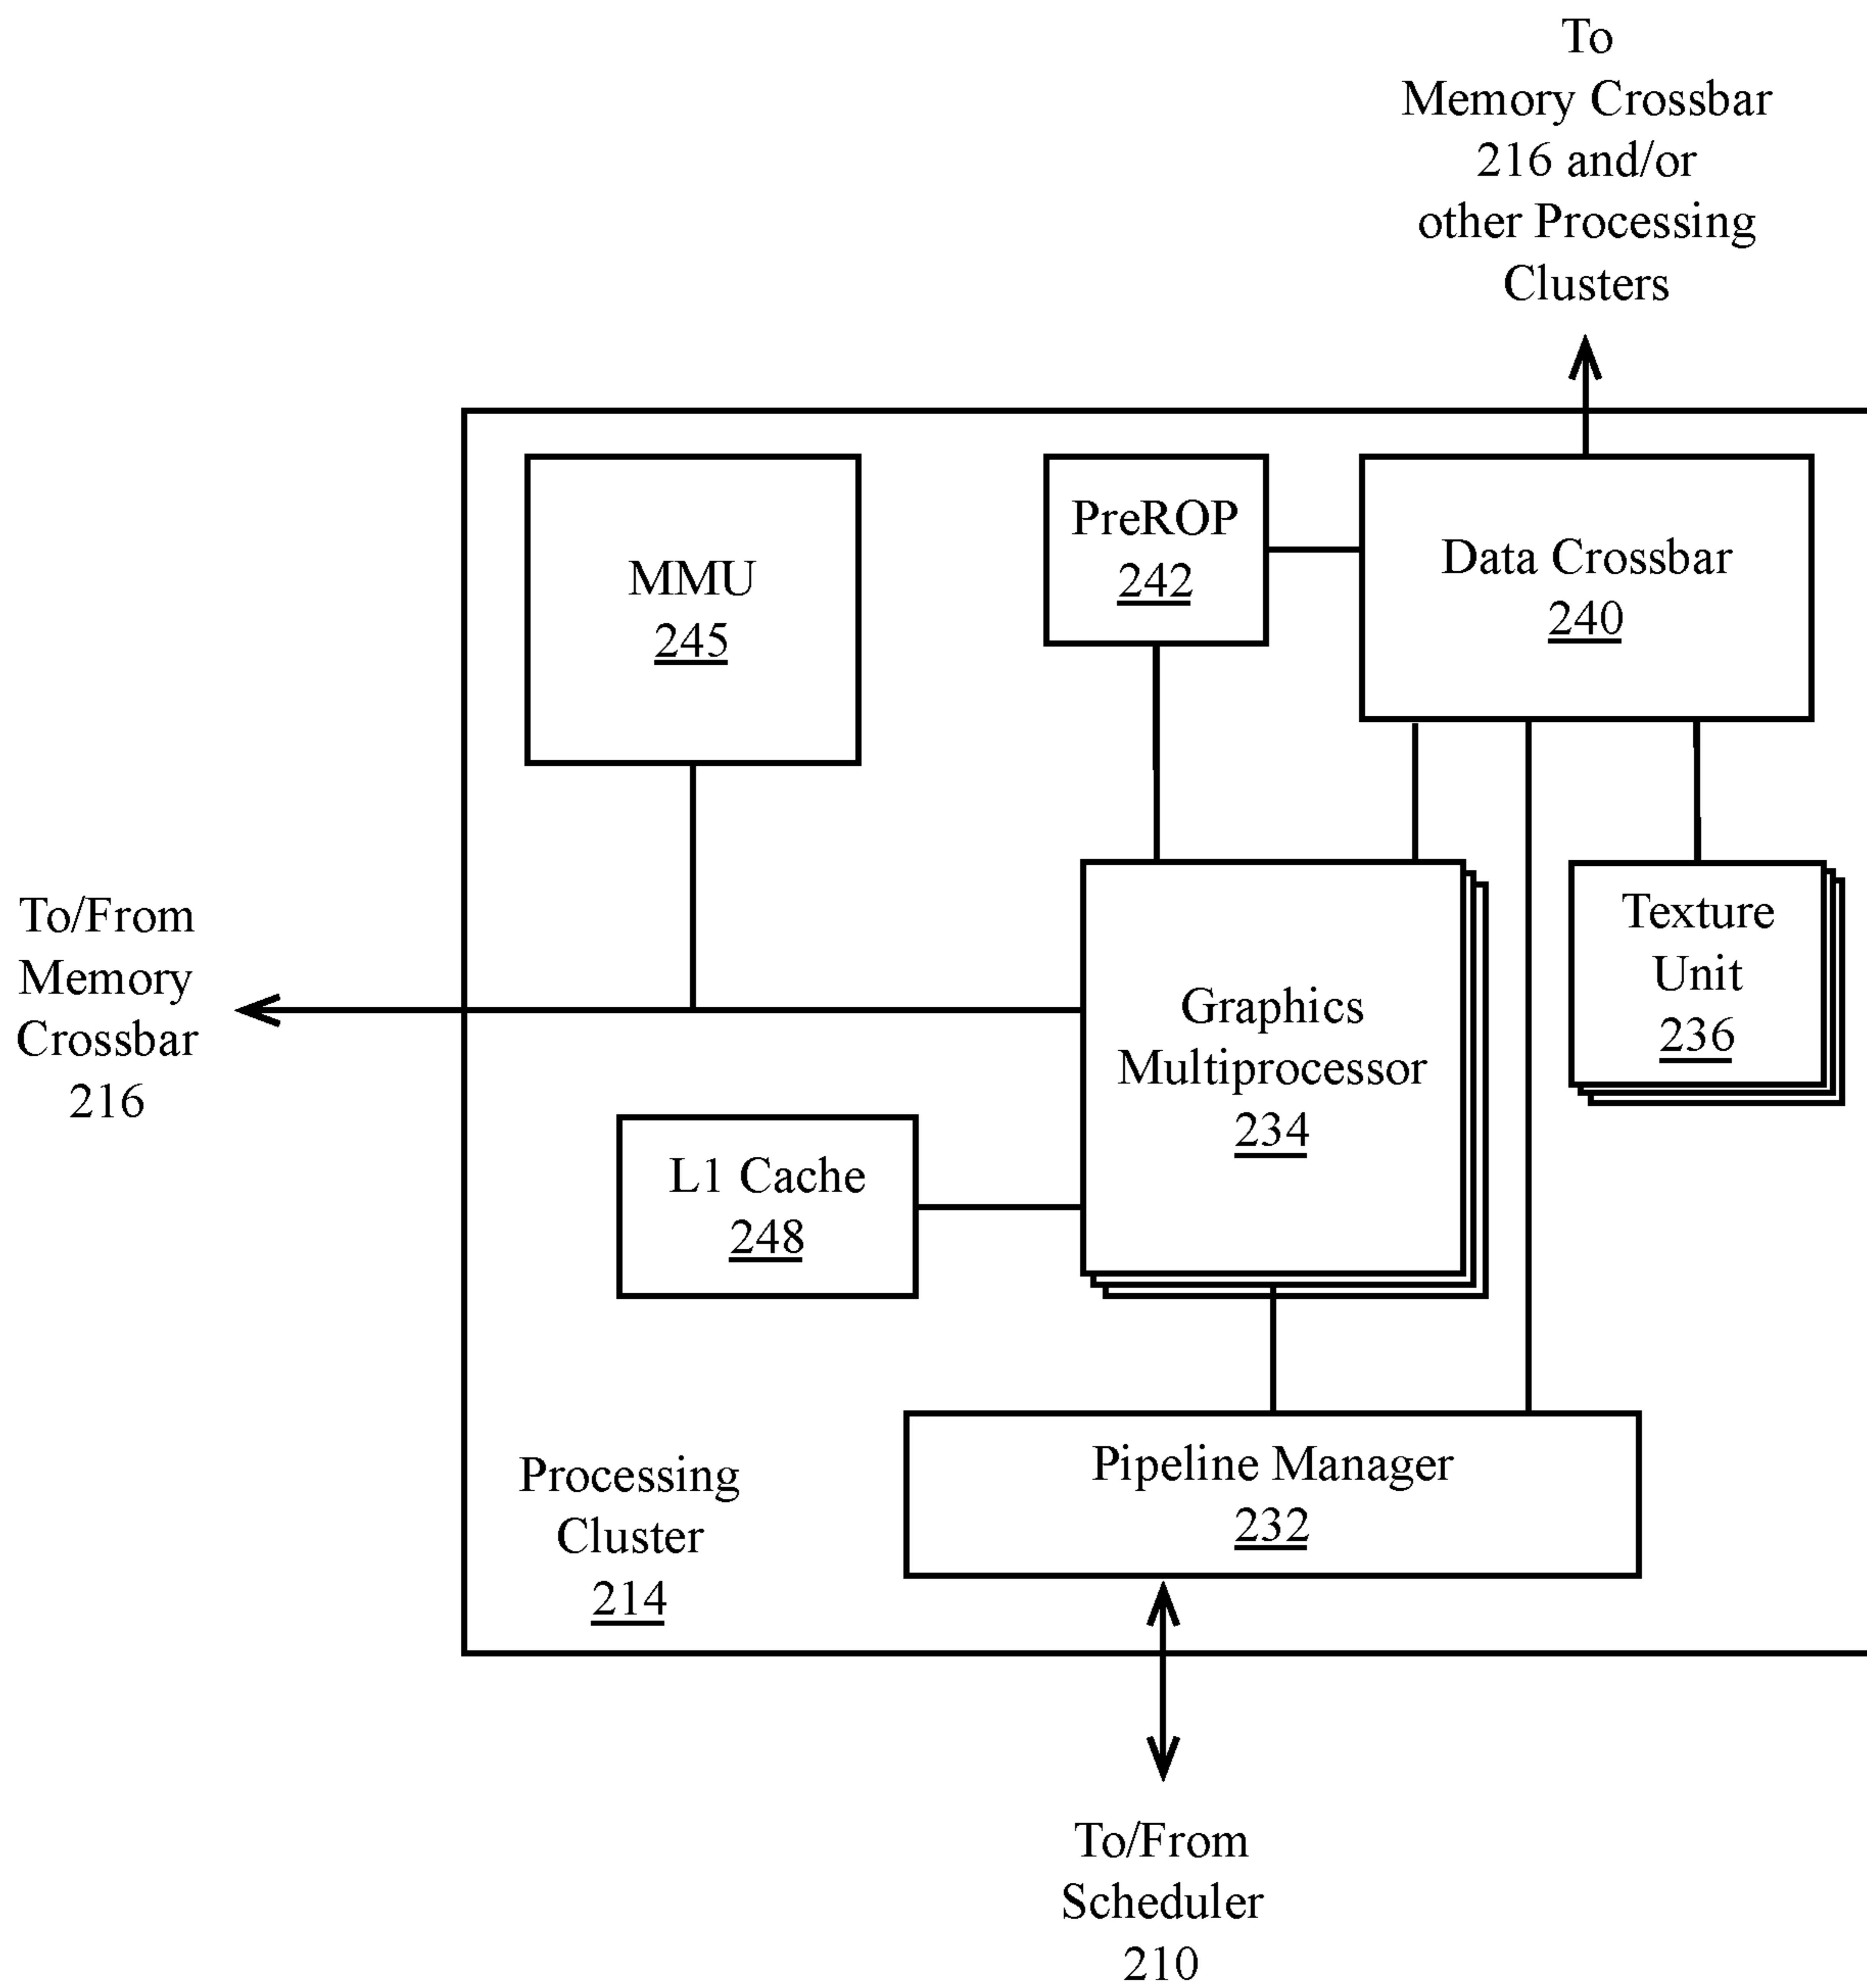 To
Memory Crossbar
216 and/or
other Processing
Clusters
MMU
245
PreROP
242
Data Crossbar
240
To/From
Memory
Crossbar
216
Graphics
Multiprocessor
234
Texture
Unit
236
L1 Cache
248
Processing
Cluster
214
Pipeline Manager
232
To/From
Scheduler
210